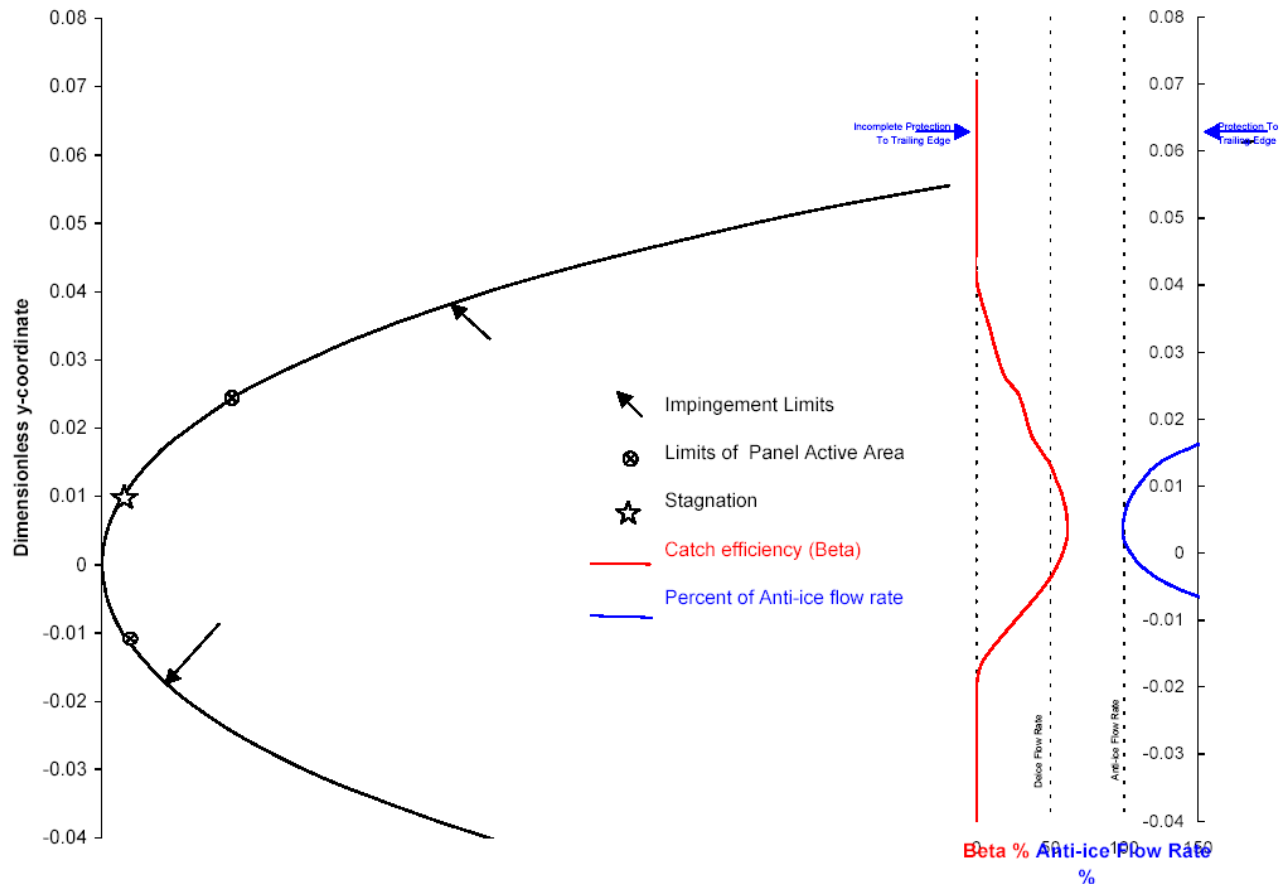 0.08
0.07
0.06
0.05
0.04
0.03
0.02
0.01
0
-0.01
-0.02
-0.03
-0.04
Dimensionless y-coordinate
Impingement Limits
Limits of Panel Active Area
Stagnation
Catch efficiency (Beta)
Percent of Anti-ice flow rate
Incomplete Protection
To Trailing Edge
Protection To
Trailing Edge
Deice Flow Rate
Anti-ice Flow Rate
0.08
0.07
0.06
0.05
0.04
0.03
0.02
0.01
0
-0.01
-0.02
-0.03
-0.04
0 50 100 150
Beta % Anti-ice Flow Rate
%